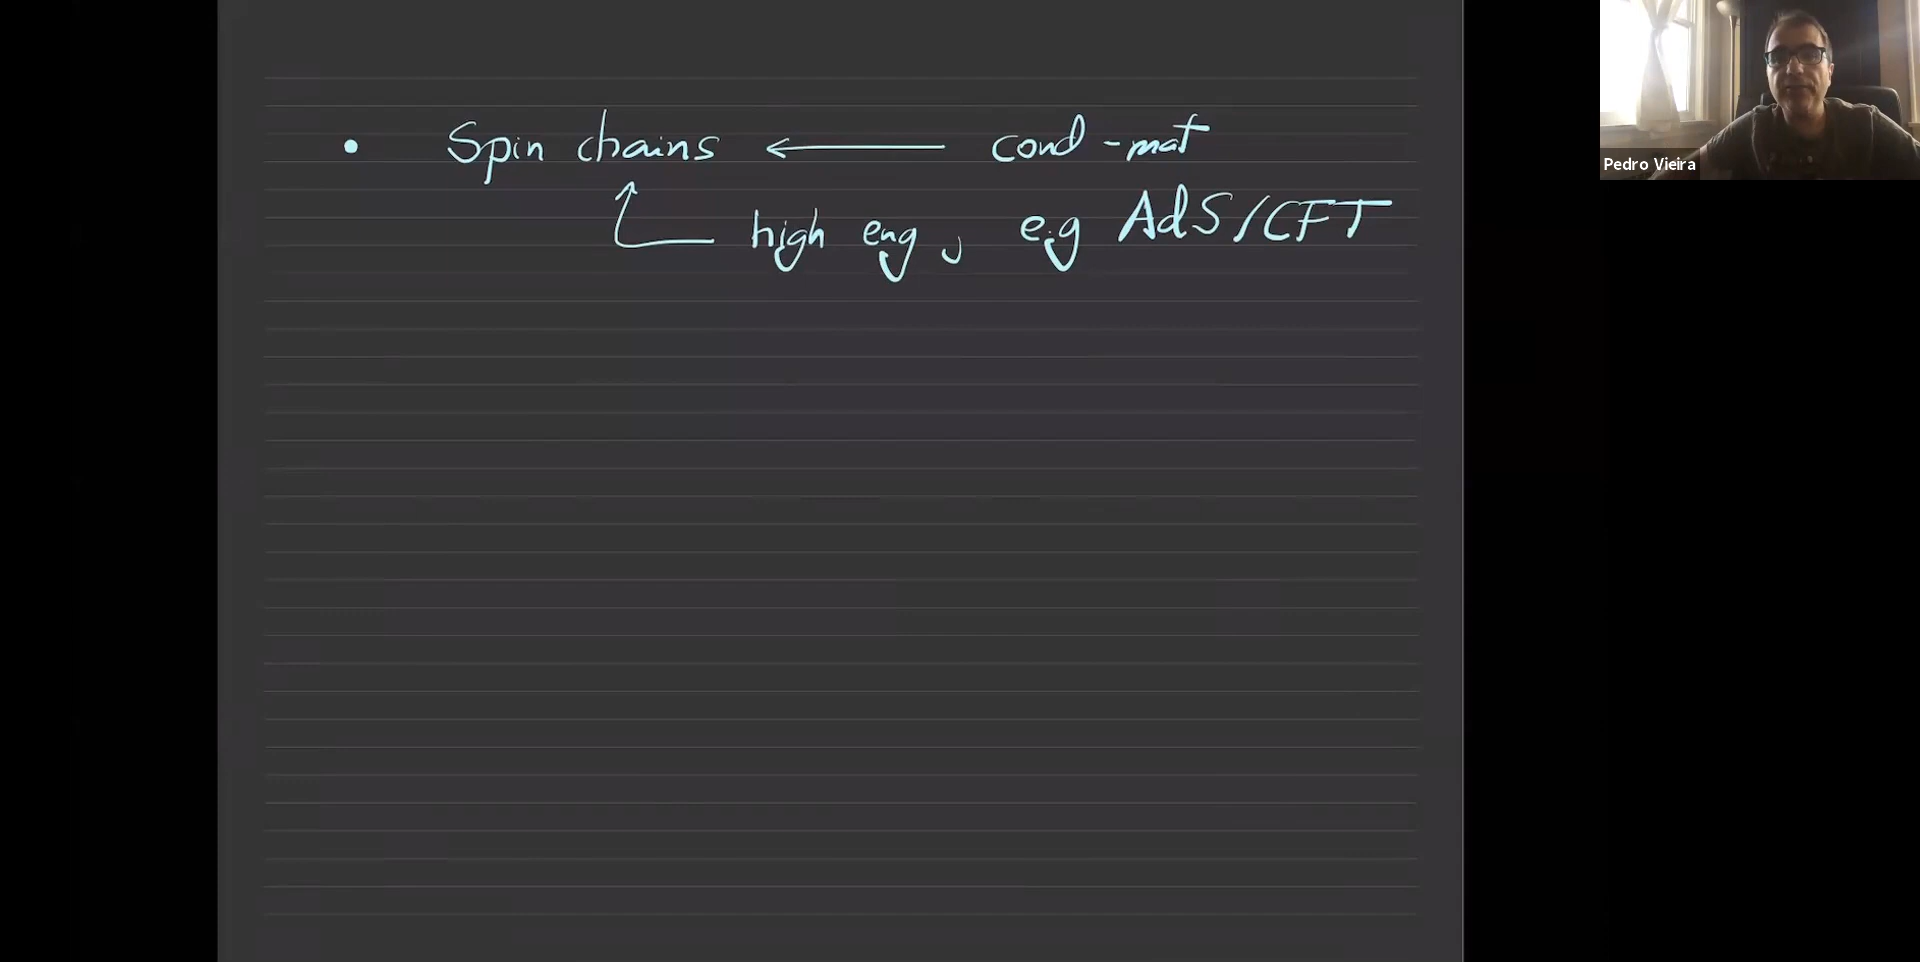 • Spin chains ← cond-mat
high eng, e.g AdS/CFT
Pedro Vieira